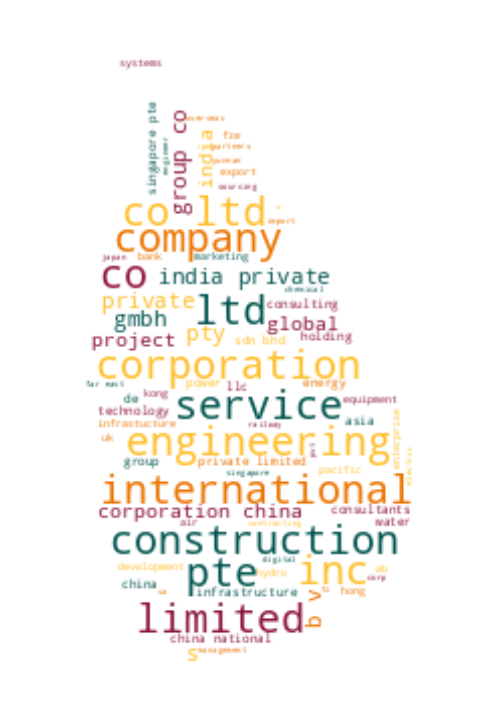 systems
singapore pte
engineer
group co
overseas
india
fze
partners
yunnan
export
sourcing
co ltd
import
company
japan
bank
marketing
co
india private
chemical
private
ltd
consulting
gmbh
pty
global
project
sdn bhd
holding
corporation
far east
power
llc
energy
de
kong
service
equipment
technology
asia
infrastucture
railway
enterprise
uk
engineering
group
private limited
singapore
pacific
electric
international
corporation china
consultants
air
contracting
water
construction
digital
development
pte
hydro
inc
ab
corp
china
infrastructure
sa
hong
b v
limited
china national
s
management